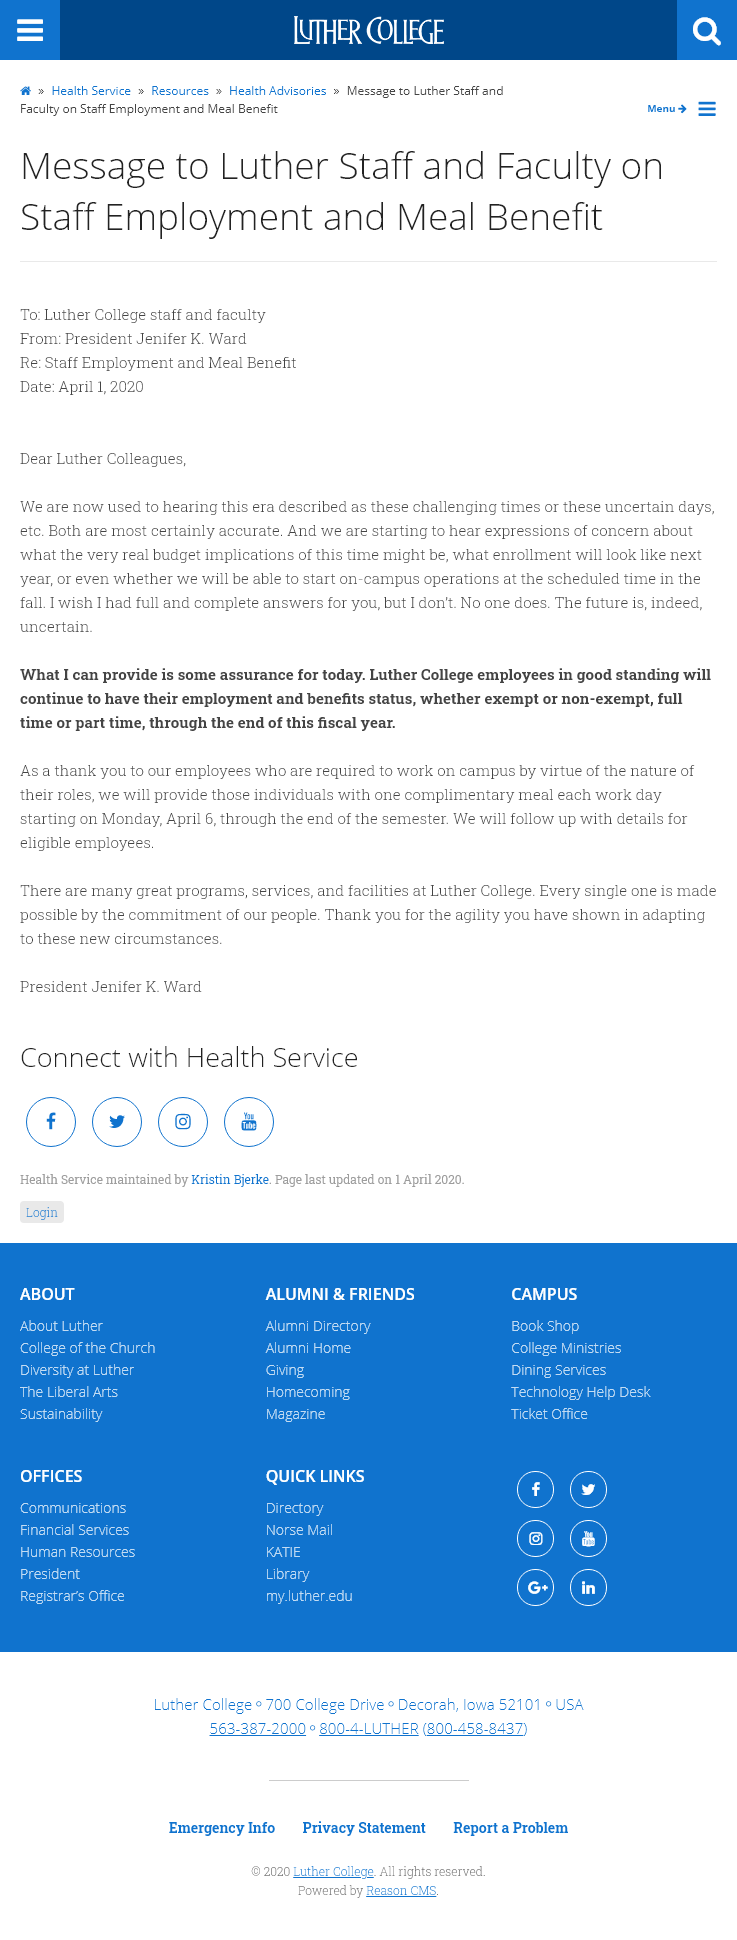 LUTHER COLLEGE
» Health Service » Resources » Health Advisories » Message to Luther Staff and
Faculty on Staff Employment and Meal Benefit
Menu
Message to Luther Staff and Faculty on
Staff Employment and Meal Benefit
To: Luther College staff and faculty
From: President Jenifer K. Ward
Re: Staff Employment and Meal Benefit
Date: April 1, 2020
Dear Luther Colleagues,
We are now used to hearing this era described as these challenging times or these uncertain days,
etc. Both are most certainly accurate. And we are starting to hear expressions of concern about
what the very real budget implications of this time might be, what enrollment will look like next
year, or even whether we will be able to start on-campus operations at the scheduled time in the
fall. I wish I had full and complete answers for you, but I don't. No one does. The future is, indeed,
uncertain.
What I can provide is some assurance for today. Luther College employees in good standing will
continue to have their employment and benefits status, whether exempt or non-exempt, full
time or part time, through the end of this fiscal year.
As a thank you to our employees who are required to work on campus by virtue of the nature of
their roles, we will provide those individuals with one complimentary meal each work day
starting on Monday, April 6, through the end of the semester. We will follow up with details for
eligible employees.
There are many great programs, services, and facilities at Luther College. Every single one is made
possible by the commitment of our people. Thank you for the agility you have shown in adapting
to these new circumstances.
President Jenifer K. Ward
Connect with Health Service
You Tube
Health Service maintained by Kristin Bjerke. Page last updated on 1 April 2020.
Login
ABOUT
About Luther
College of the Church
Diversity at Luther
The Liberal Arts
Sustainability
ALUMNI & FRIENDS
Alumni Directory
Alumni Home
Giving
Homecoming
Magazine
CAMPUS
Book Shop
College Ministries
Dining Services
Technology Help Desk
Ticket Office
OFFICES
Communications
Financial Services
Human Resources
President
Registrar's Office
QUICK LINKS
Directory
Norse Mail
KATIE
Library
my.luther.edu
You Tube
G+ in
Luther College º 700 College Drive º Decorah, Iowa 52101 º USA
563-387-2000 º 800-4-LUTHER (800-458-8437)
Emergency Info Privacy Statement Report a Problem
© 2020 Luther College. All rights reserved.
Powered by Reason CMS.